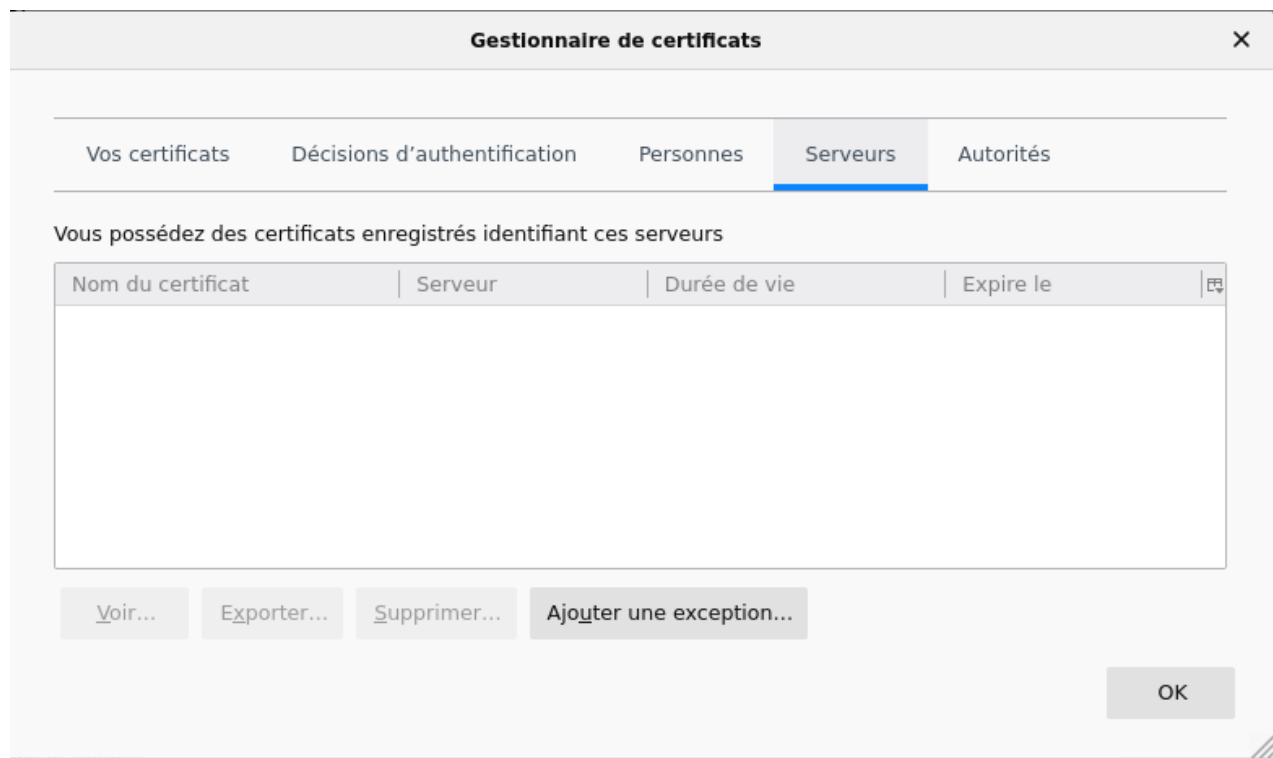 Gestionnaire de certificats
Vos certificats Décisions d’authentification Personnes Serveurs Autorités
Vous possédez des certificats enregistrés identifiant ces serveurs
Nom du certificat Serveur Durée de vie Expire le
Voir... Exporter... Supprimer... Ajouter une exception...
OK